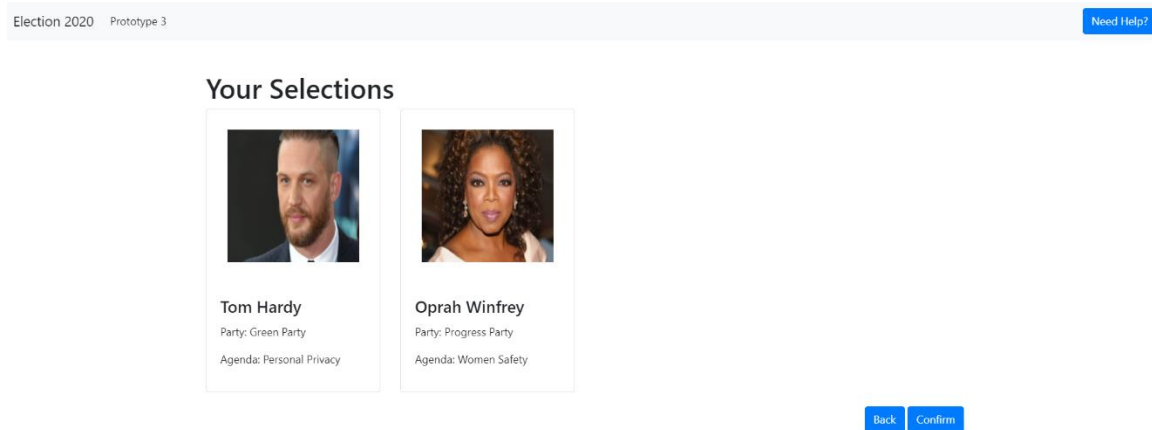 Election 2020 Prototype 3 Need Help?
Your Selections
Tom Hardy
Party: Green Party
Agenda: Personal Privacy
Oprah Winfrey
Party: Progress Party
Agenda: Women Safety
Back Confirm